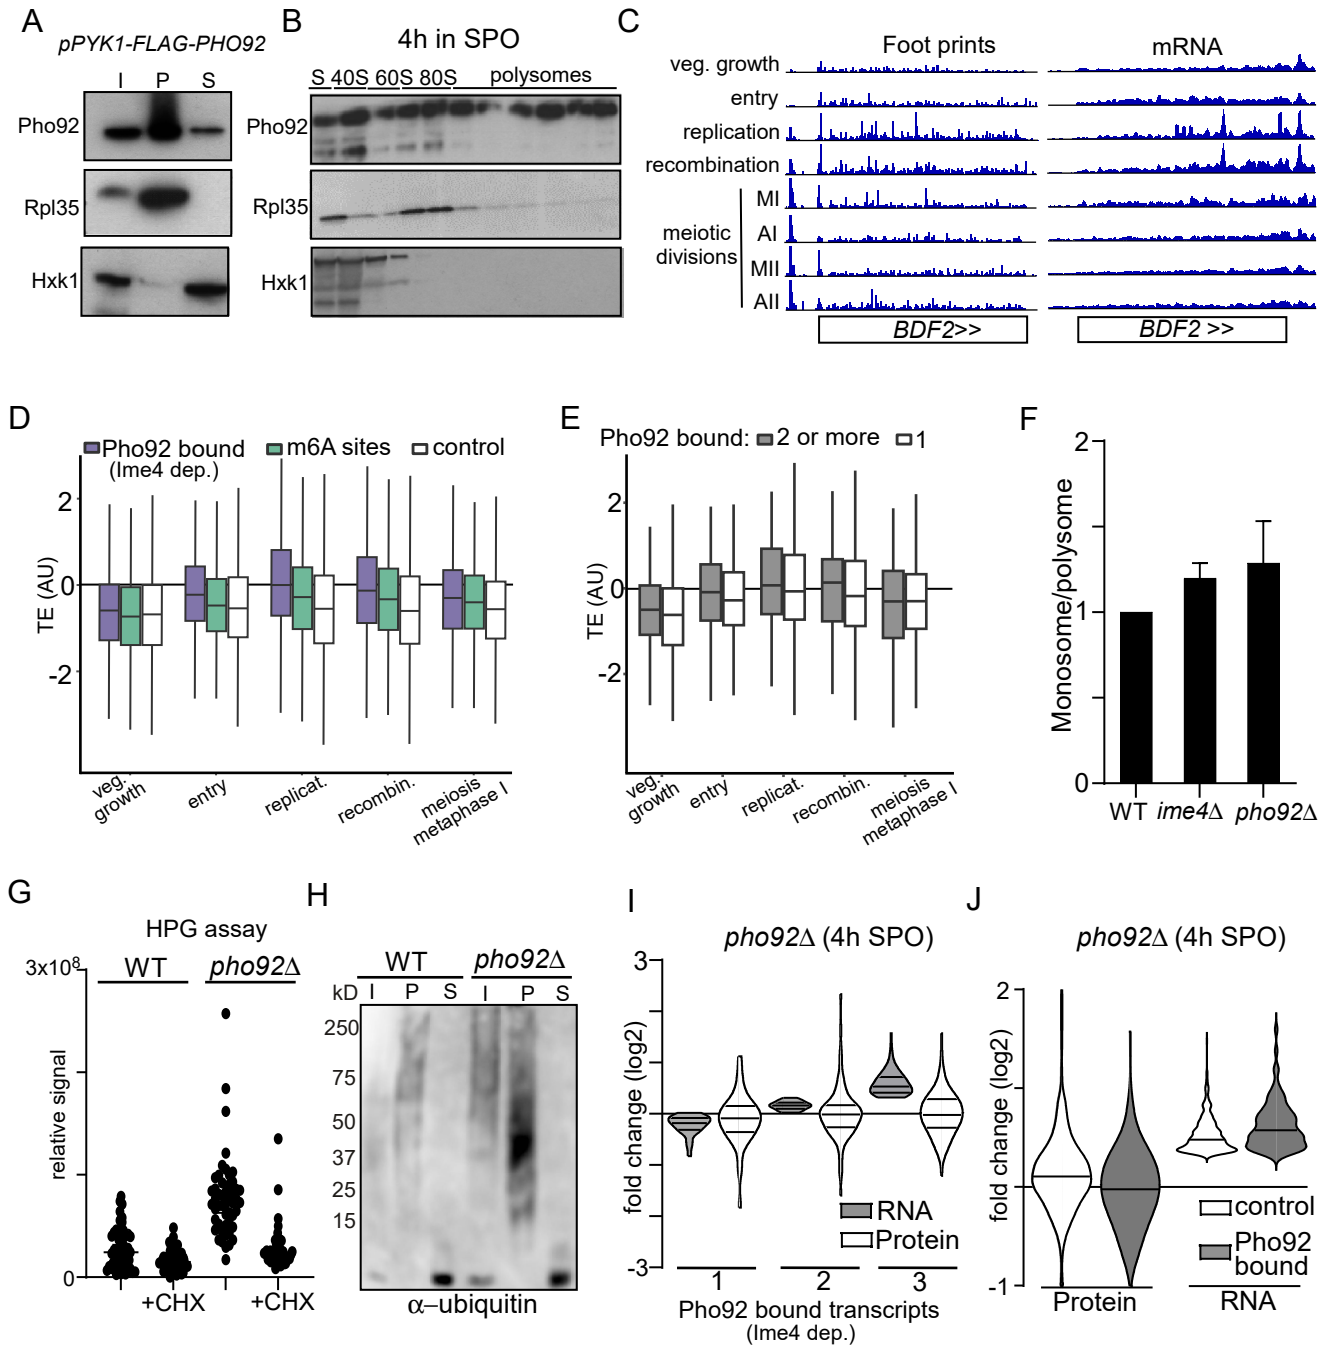 A
pPYK1-FLAG-PHO92
I P S
Pho92
Rpl35
Hxk1
B
4h in SPO
S 40S 60S 80S polysomes
Pho92
Rpl35
Hxk1
C
Foot prints mRNA
veg. growth
entry
replication
recombination
MI
AI
MII
AII
meiotic
divisions
BDF2>> BDF2 >>
D
Pho92 bound m6A sites control
(Ime4 dep.)
TE (AU)
2
0
-2
veg.
growth
entry
replicat.
recombin.
meiosis
metaphase I
E
Pho92 bound: 2 or more 1
TE (AU)
2
0
-2
veg.
growth
entry
replicat.
recombin.
meiosis
metaphase I
F
Monosome/polysome
2
1
0
WT ime4Δ pho92Δ
G
HPG assay
WT pho92Δ
3x10⁸
relative signal
0
+CHX +CHX
H
WT pho92Δ
kD I P S I P S
250
75
50
37
25
15
α−ubiquitin
I
pho92Δ (4h SPO)
fold change (log2)
3
0
-3
RNA
Protein
1 2 3
Pho92 bound transcripts
(Ime4 dep.)
J
pho92Δ (4h SPO)
fold change (log2)
2
0
-1
control
Pho92
bound
Protein RNA